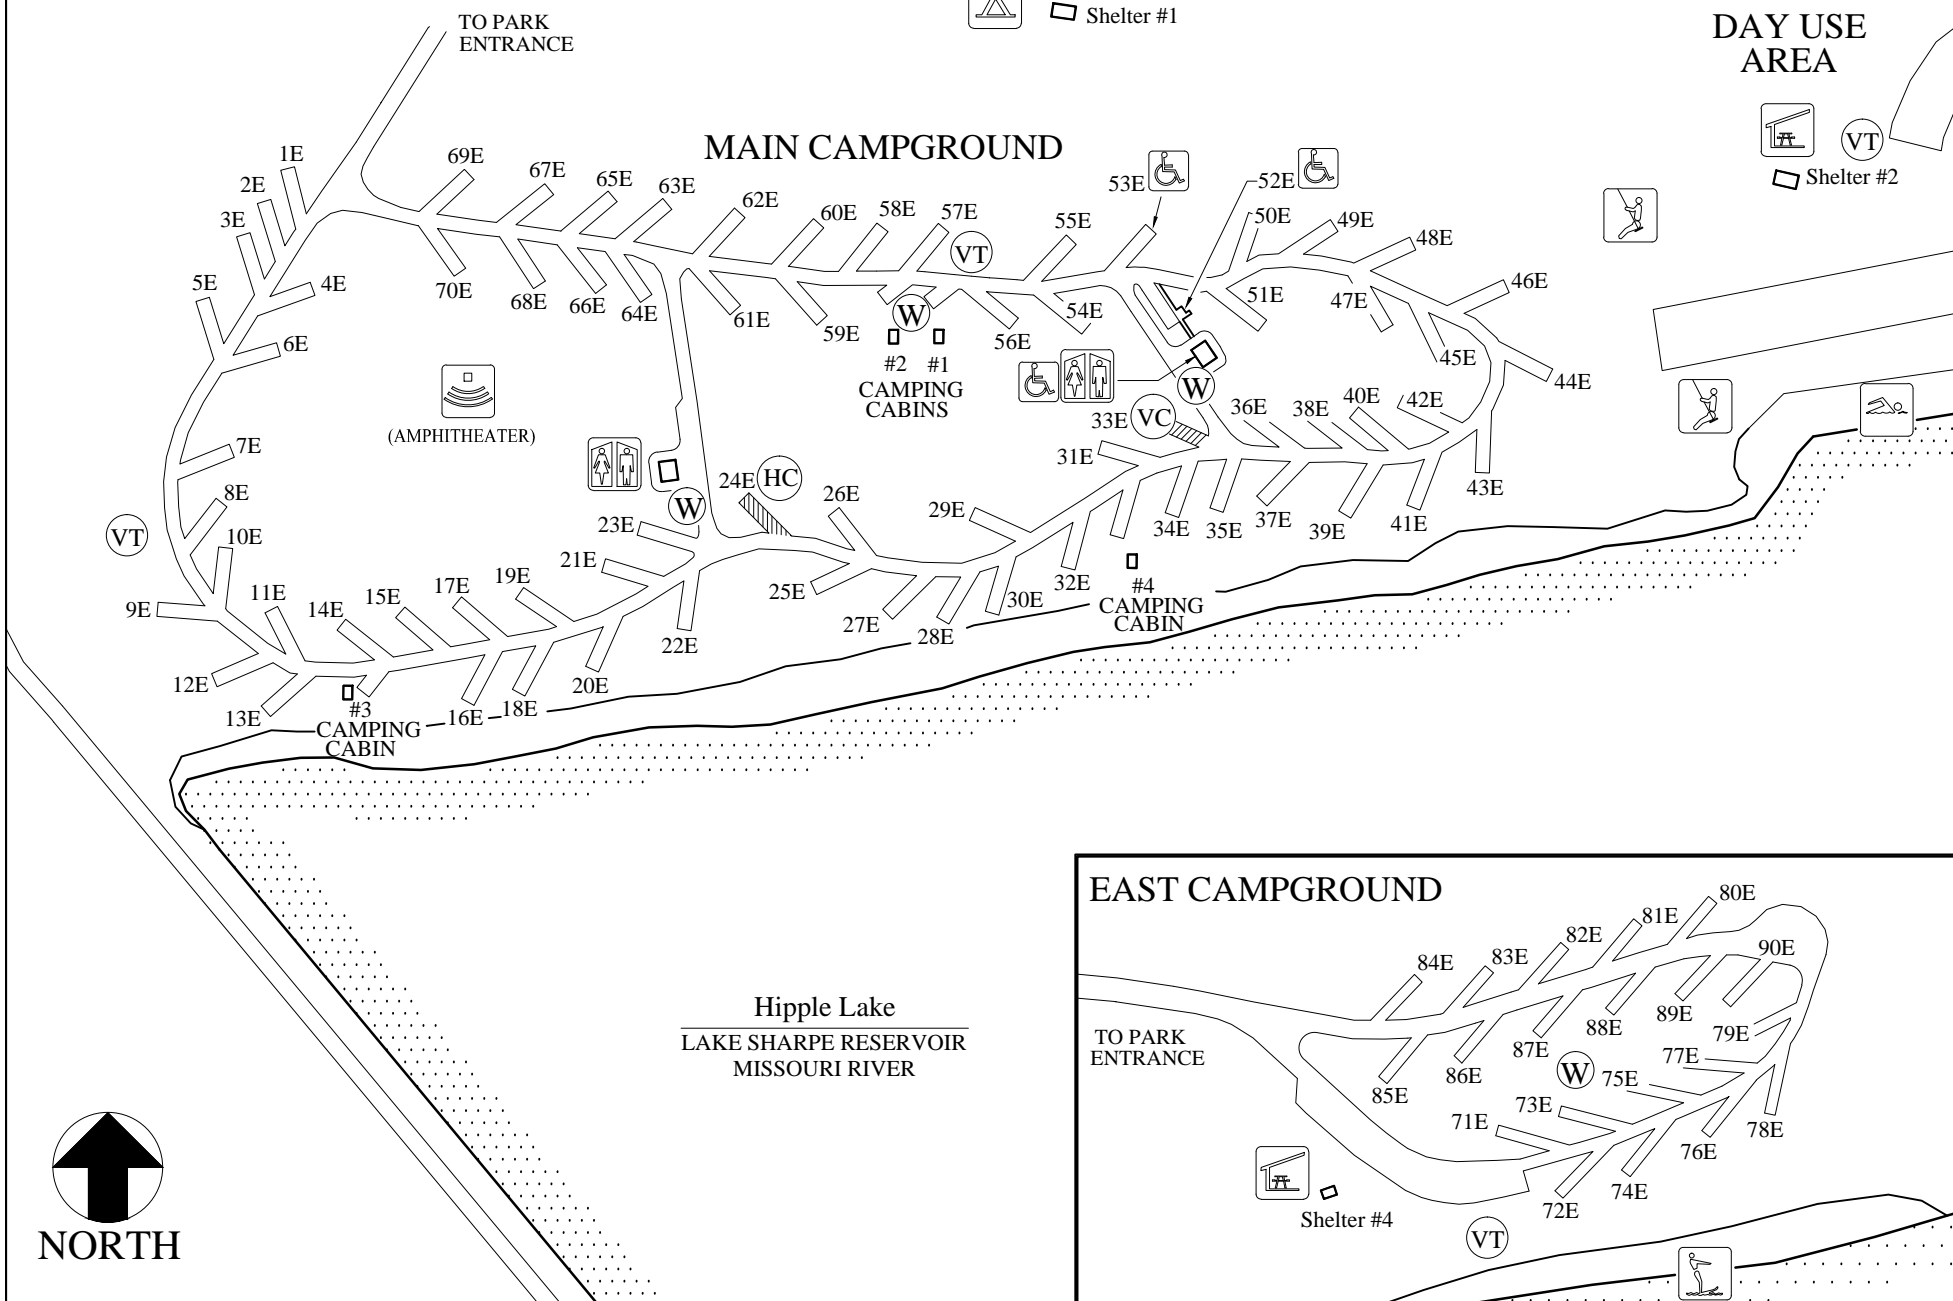 TO PARK
ENTRANCE
Shelter #1
DAY USE
AREA
VT
Shelter #2
MAIN CAMPGROUND
1E
2E
3E
5E
4E
6E
69E
67E
65E
63E
62E
60E
58E
57E
VT
55E
53E
52E
50E
49E
48E
46E
70E
68E
66E
64E
61E
59E
W
56E
54E
51E
47E
45E
44E
#2
#1
CAMPING
CABINS
(AMPHITHEATER)
W
33E
VC
36E
38E
40E
42E
31E
7E
8E
10E
VT
24E
HC
W
23E
26E
29E
34E
35E
37E
39E
41E
43E
21E
19E
17E
15E
14E
11E
9E
25E
27E
28E
30E
32E
#4
CAMPING
CABIN
12E
13E
#3
CAMPING
CABIN
16E
18E
20E
22E
EAST CAMPGROUND
80E
81E
82E
83E
84E
90E
TO PARK
ENTRANCE
85E
86E
87E
88E
89E
79E
77E
W
75E
73E
71E
78E
76E
74E
72E
Shelter #4
VT
Hipple Lake
LAKE SHARPE RESERVOIR
MISSOURI RIVER
NORTH